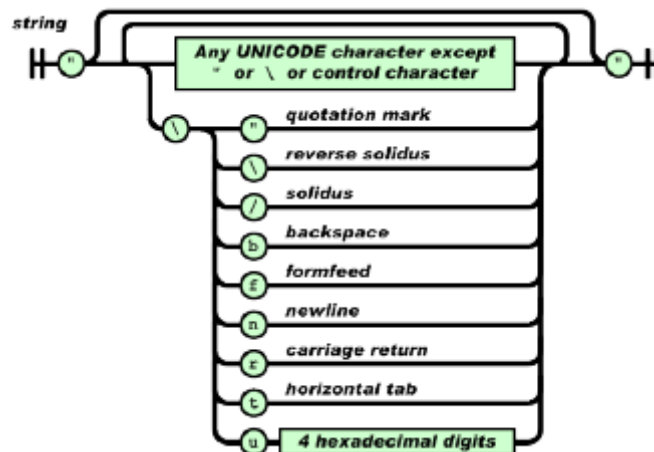 string
" Any UNICODE character except "
" or \ or control character
\ " quotation mark
\ reverse solidus
/ solidus
b backspace
f formfeed
n newline
r carriage return
t horizontal tab
u 4 hexadecimal digits